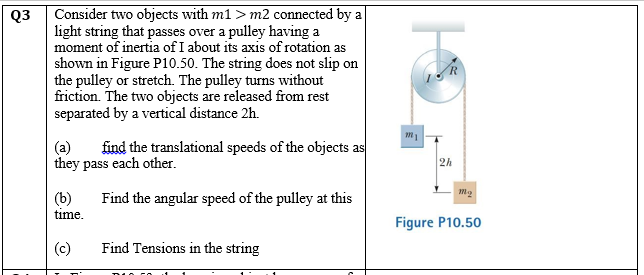 Q3
Consider two objects with m1 > m2 connected by a
light string that passes over a pulley having a
moment of inertia of I about its axis of rotation as
shown in Figure P10.50. The string does not slip on
the pulley or stretch. The pulley turns without
friction. The two objects are released from rest
separated by a vertical distance 2h.
(a) find the translational speeds of the objects as
they pass each other.
(b) Find the angular speed of the pulley at this
time.
(c) Find Tensions in the string
I
R
m1
2h
m2
Figure P10.50